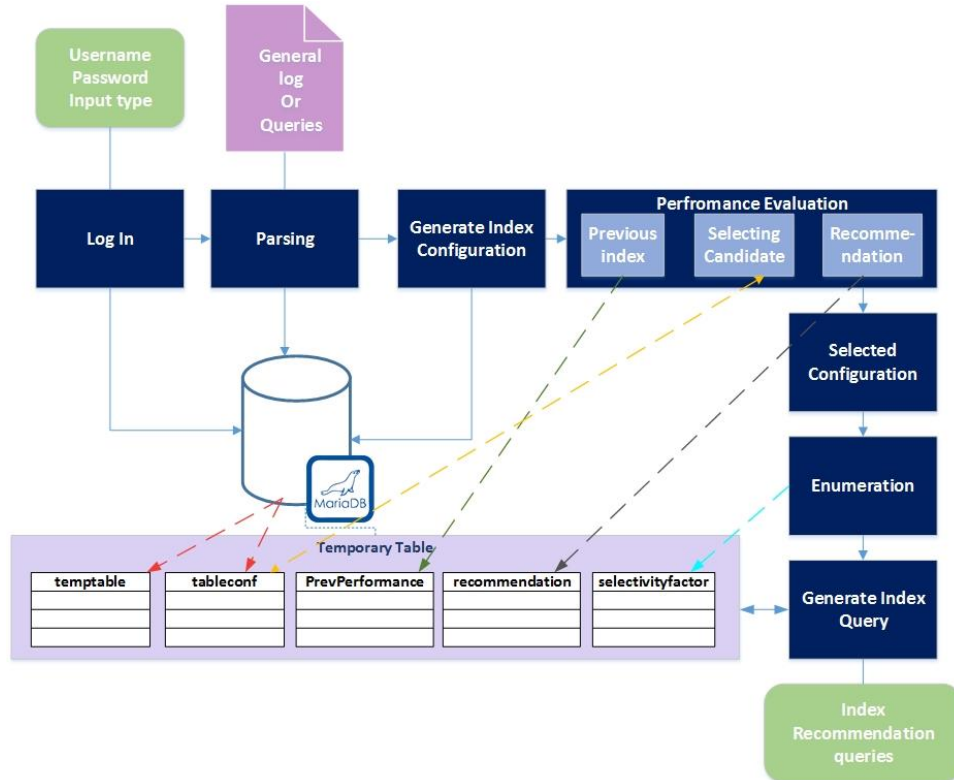 Username
Password
Input type
General
log
Or
Queries
Log In
Parsing
Generate Index
Configuration
Perfromance Evaluation
Previous
index
Selecting
Candidate
Recomme-
ndation
Selected
Configuration
MariaDB
Enumeration
Temporary Table
temptable
tableconf
PrevPerformance
recommendation
selectivityfactor
Generate Index
Query
Index
Recommendation
queries